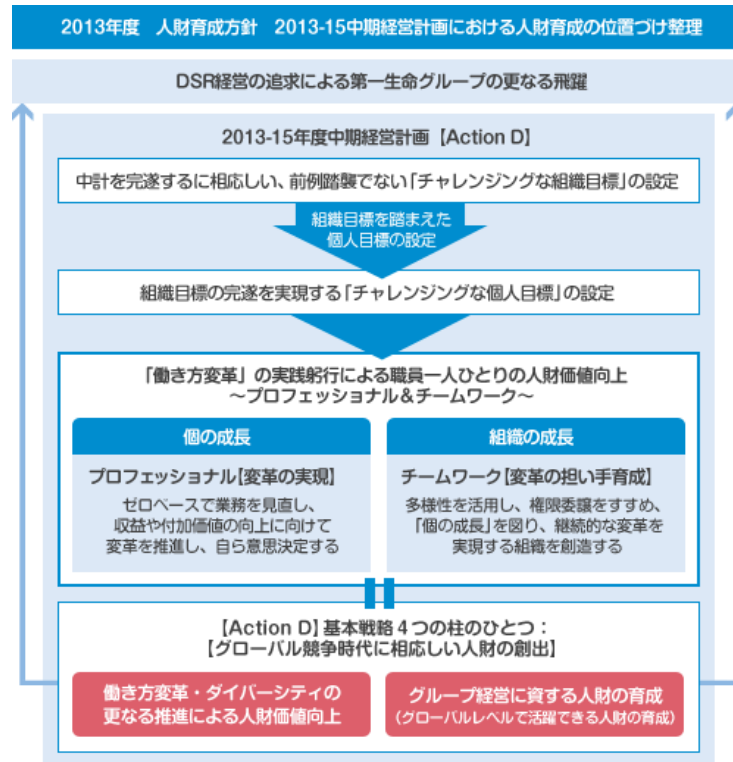 2013年度　人財育成方針　2013-15中期経営計画における人財育成の位置づけ整理
DSR経営の追求による第一生命グループの更なる飛躍
2013-15年度中期経営計画【Action D】
中計を完遂するに相応しい、前例踏襲でない「チャレンジングな組織目標」の設定
組織目標を踏まえた
個人目標の設定
組織目標の完遂を実現する「チャレンジングな個人目標」の設定
「働き方変革」の実践躬行による職員一人ひとりの人財価値向上
～プロフェッショナル＆チームワーク～
個の成長
プロフェッショナル【変革の実現】
ゼロベースで業務を見直し、
収益や付加価値の向上に向けて
変革を推進し、自ら意思決定する
組織の成長
チームワーク【変革の担い手育成】
多様性を活用し、権限委譲をすすめ、
「個の成長」を図り、継続的な変革を
実現する組織を創造する
【Action D】基本戦略４つの柱のひとつ：
【グローバル競争時代に相応しい人財の創出】
働き方変革・ダイバーシティの
更なる推進による人財価値向上
グループ経営に資する人財の育成
（グローバルレベルで活躍できる人財の育成）